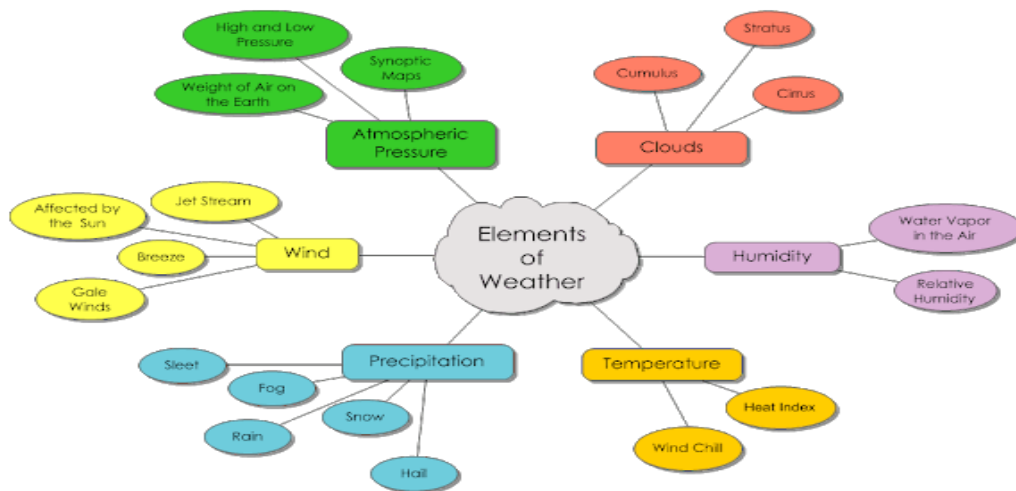 High and Low
Pressure
Synoptic
Maps
Weight of Air on
the Earth
Atmospheric
Pressure
Stratus
Cumulus
Cirrus
Clouds
Affected by
the Sun
Jet Stream
Breeze
Gale
Winds
Wind
Elements
of
Weather
Water Vapor
in the Air
Humidity
Relative
Humidity
Precipitation
Sleet
Fog
Snow
Rain
Hail
Temperature
Heat Index
Wind Chill